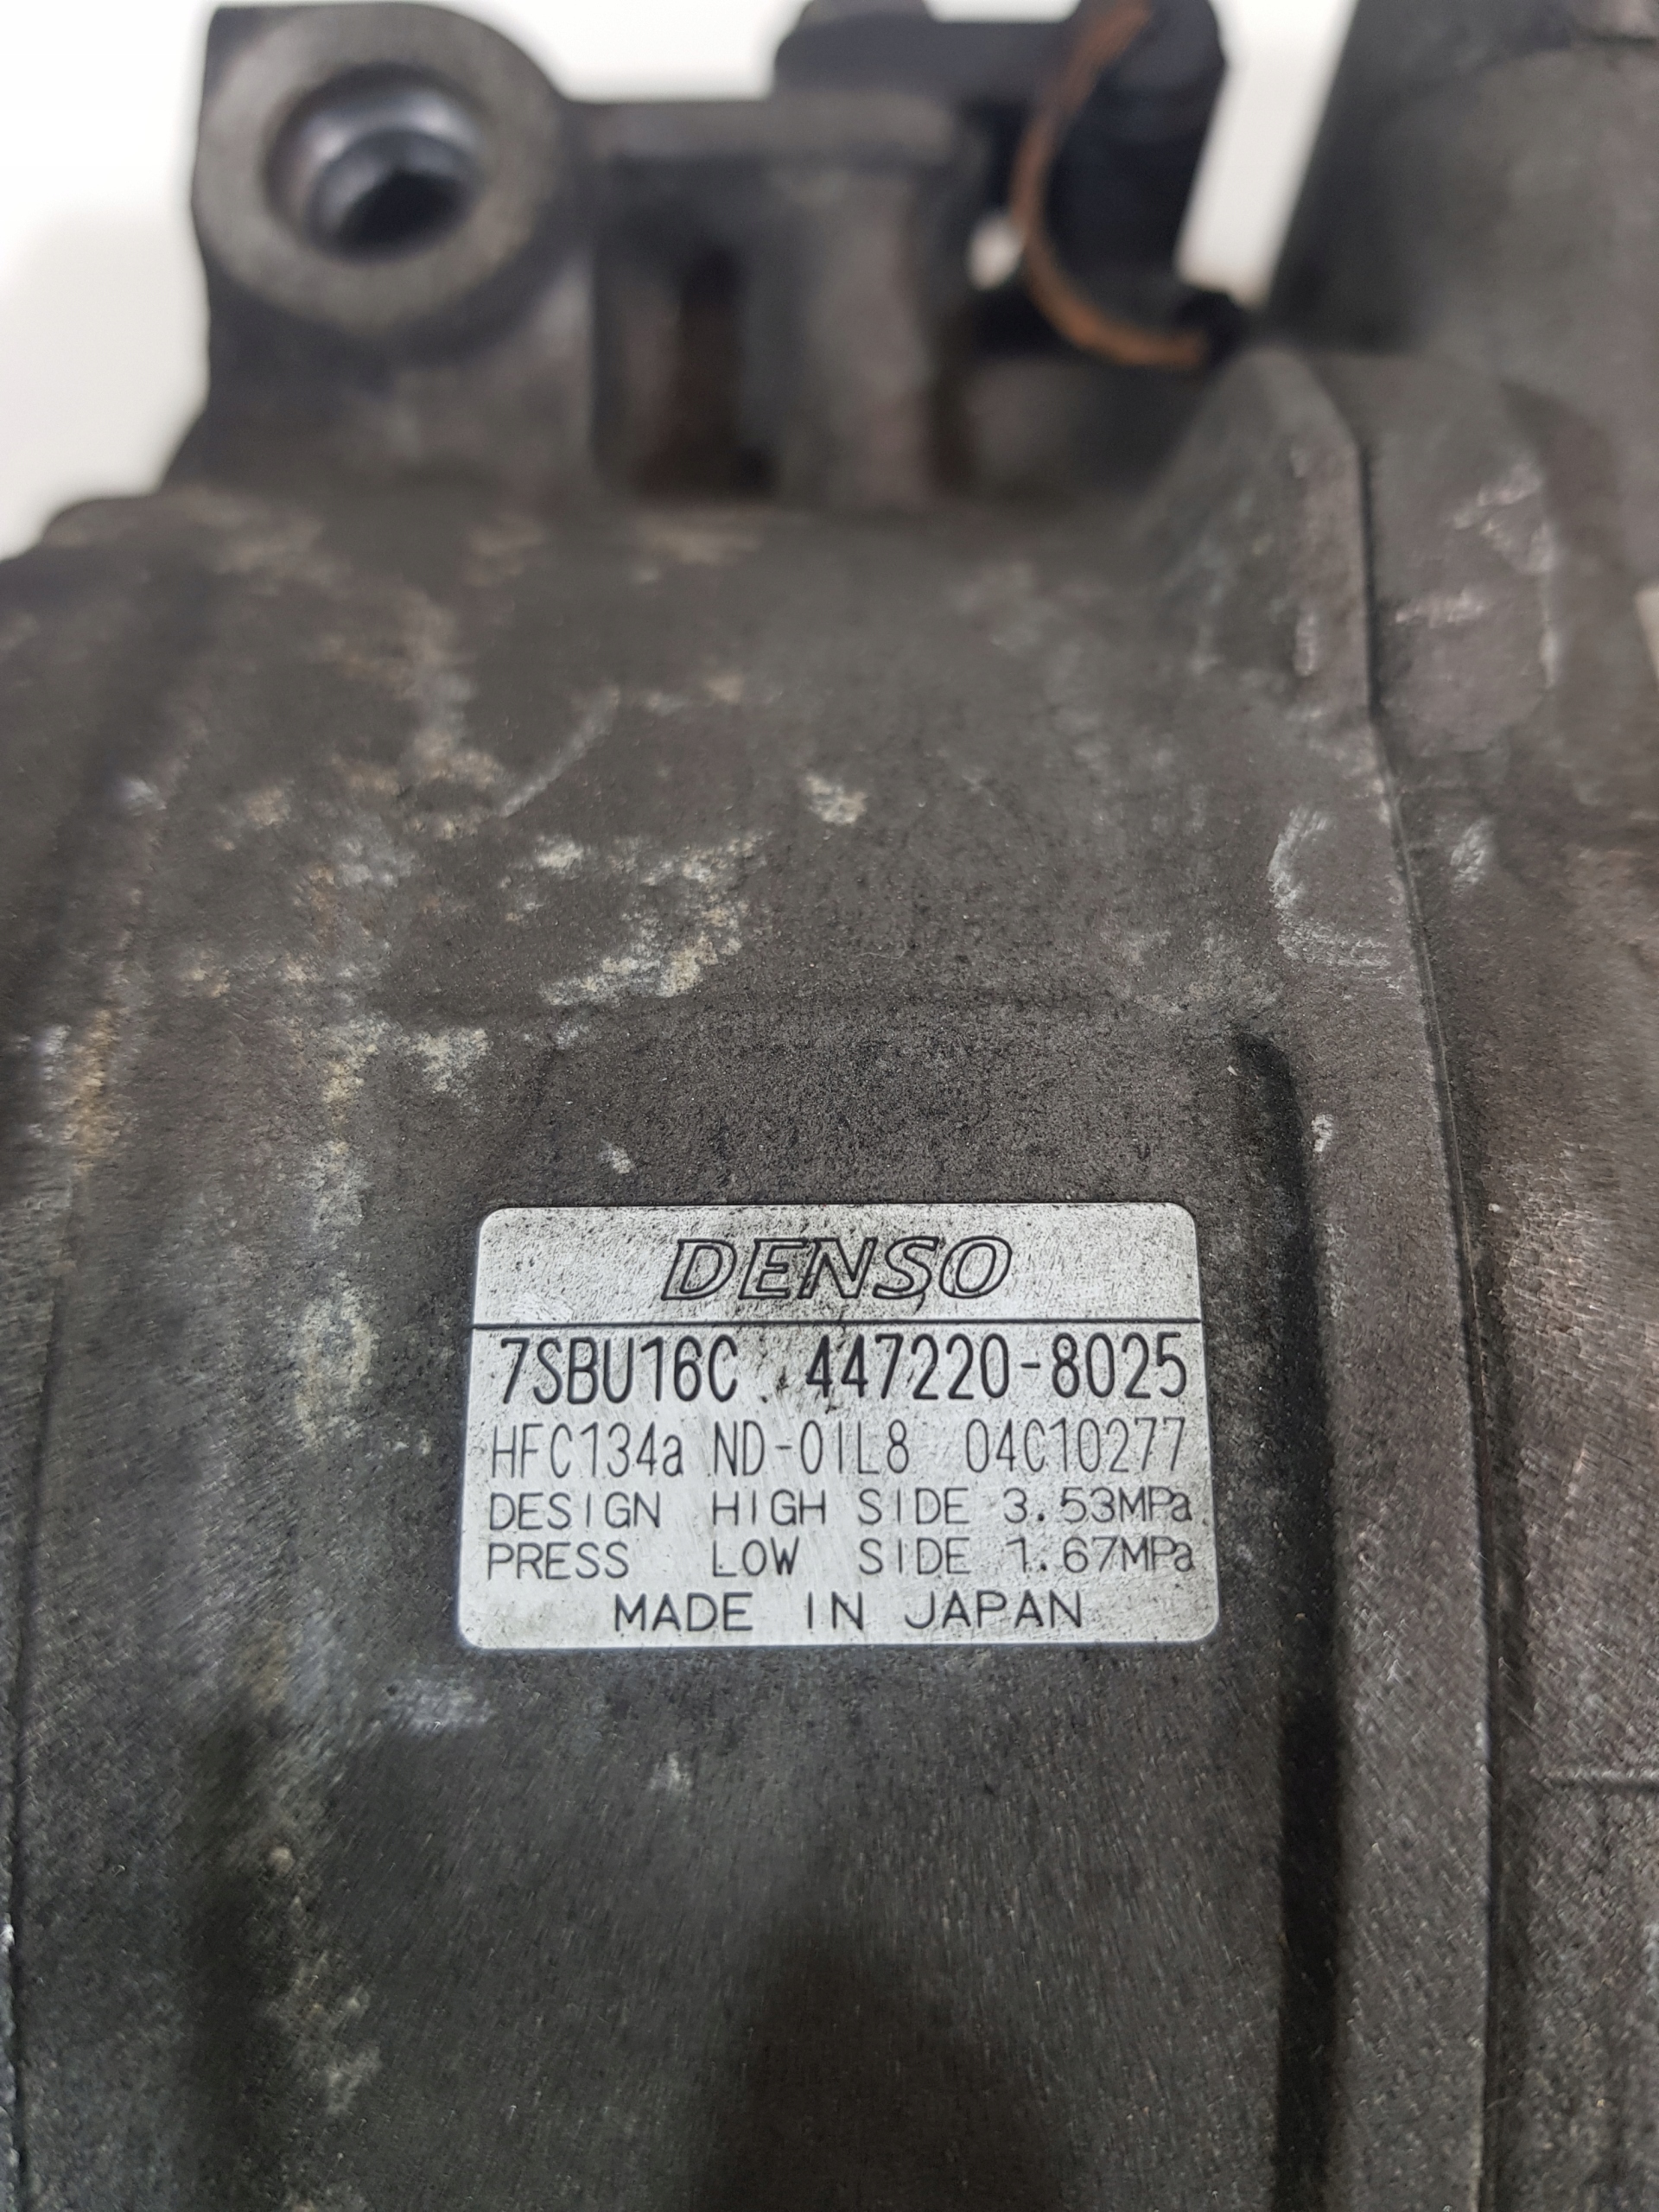 DENSO
7SBU16C 447220-8025
HFC134a ND-OIL8 04C10277
DESIGN HIGH SIDE 3.53MPa
PRESS LOW SIDE 1.67MPa
MADE IN JAPAN